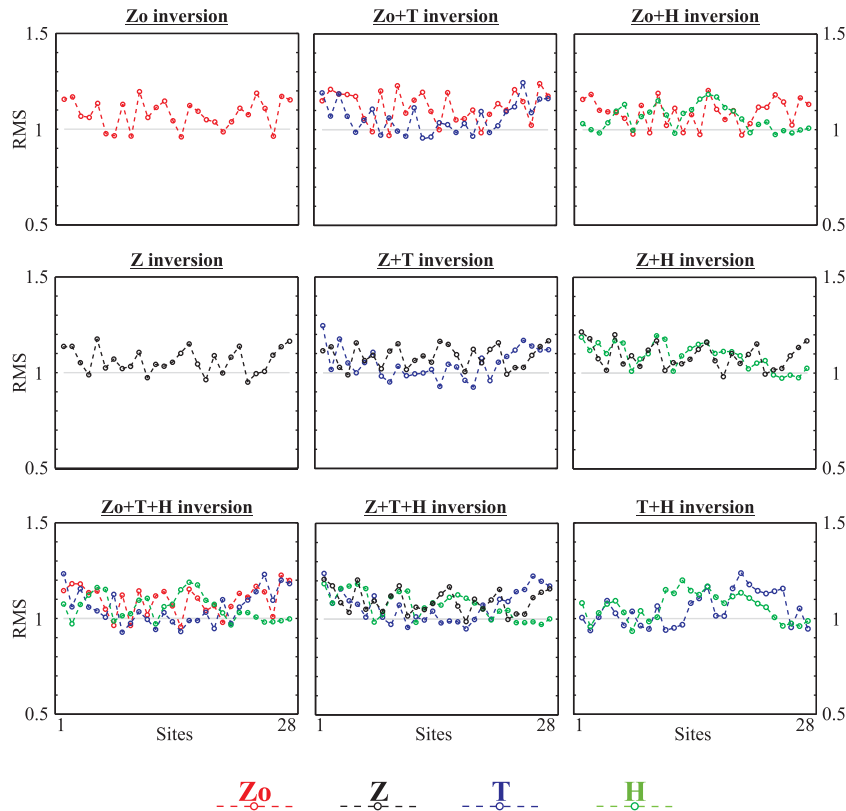 Zo inversion Zo+T inversion Zo+H inversion
1.5 1.5
RMS
1 1
0.5 0.5
Z inversion Z+T inversion Z+H inversion
1.5 1.5
RMS
1 1
0.5 0.5
Zo+T+H inversion Z+T+H inversion T+H inversion
1.5 1.5
RMS
1 1
0.5 0.5
1 28 1 28 1 28
Sites Sites Sites
Zo Z T H